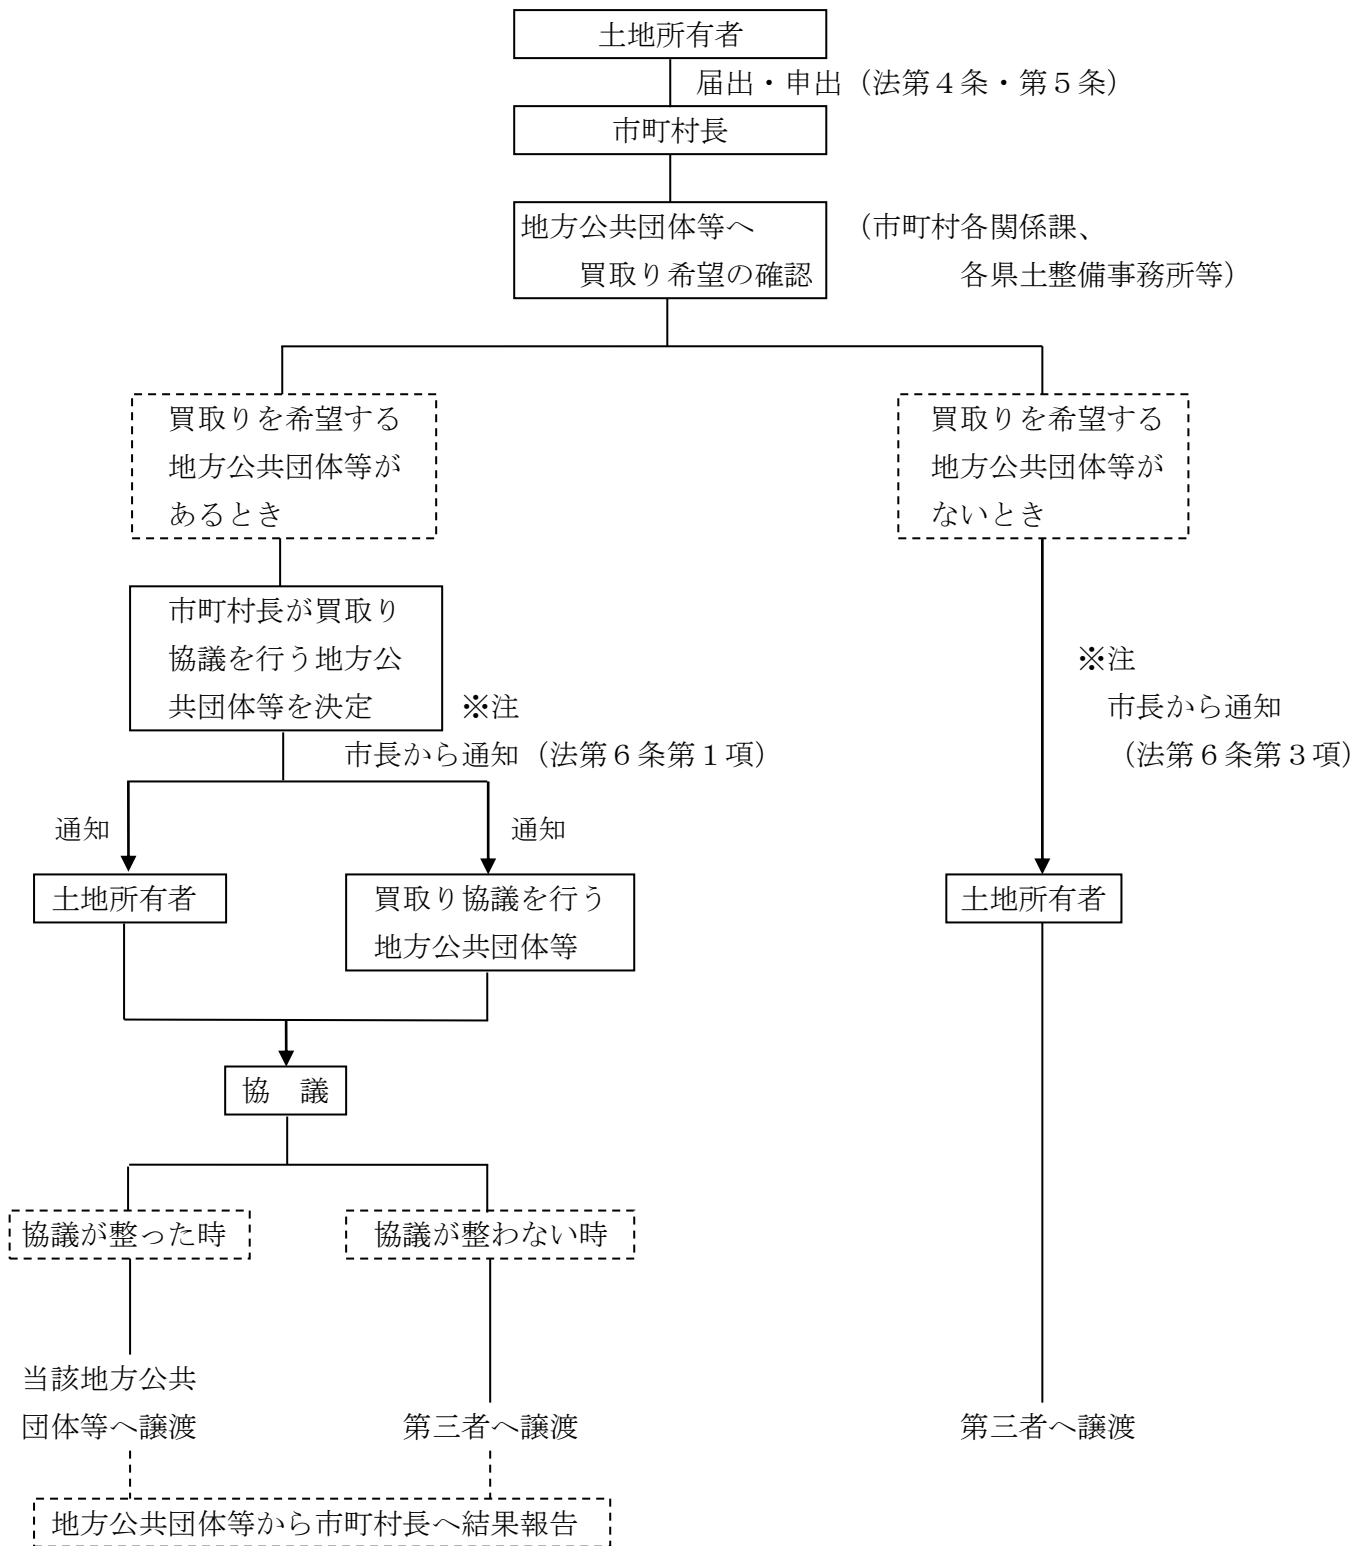 土地所有者
届出・申出（法第４条・第５条）
市町村長
地方公共団体等へ
買取り希望の確認
（市町村各関係課、
各県土整備事務所等）
買取りを希望する
地方公共団体等が
あるとき
買取りを希望する
地方公共団体等が
ないとき
市町村長が買取り
協議を行う地方公
共団体等を決定
※注
市長から通知（法第６条第１項）
※注
市長から通知
（法第６条第３項）
通知
通知
土地所有者
買取り協議を行う
地方公共団体等
土地所有者
協　議
協議が整った時
協議が整わない時
当該地方公共
団体等へ譲渡
第三者へ譲渡
第三者へ譲渡
地方公共団体等から市町村長へ結果報告